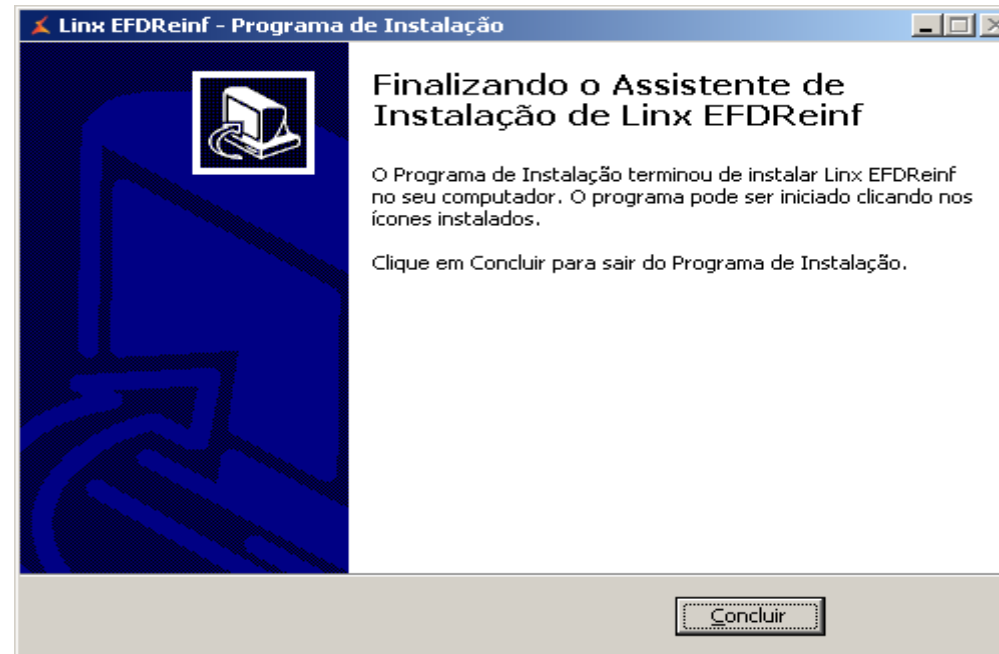 Linx EFDReinf - Programa de Instalação
Finalizando o Assistente de
Instalação de Linx EFDReinf
O Programa de Instalação terminou de instalar Linx EFDReinf
no seu computador. O programa pode ser iniciado clicando nos
ícones instalados.
Clique em Concluir para sair do Programa de Instalação.
Concluir